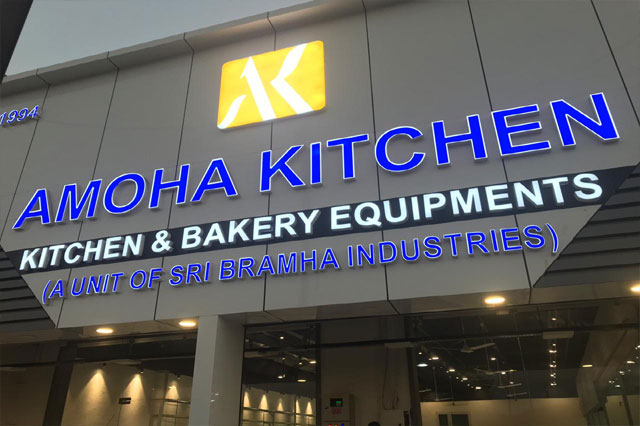 AK
1994
AMOHA KITCHEN
KITCHEN & BAKERY EQUIPMENTS
(A UNIT OF SRI BRAMHA INDUSTRIES)